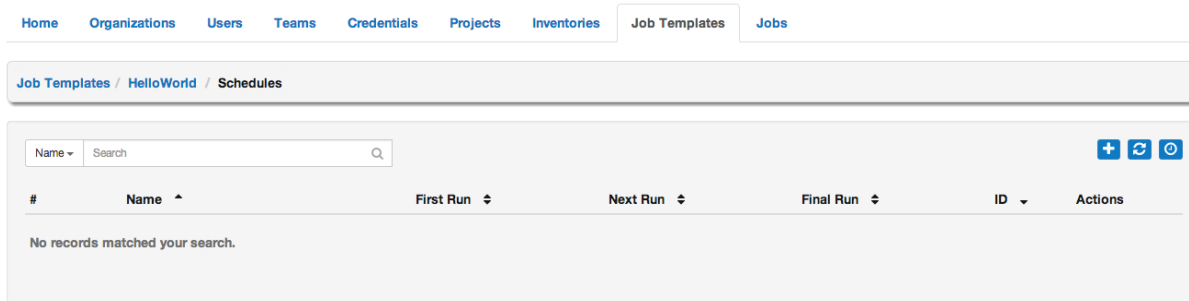 Home Organizations Users Teams Credentials Projects Inventories Job Templates Jobs
Job Templates / HelloWorld / Schedules
Name Search
# Name First Run Next Run Final Run ID Actions
No records matched your search.